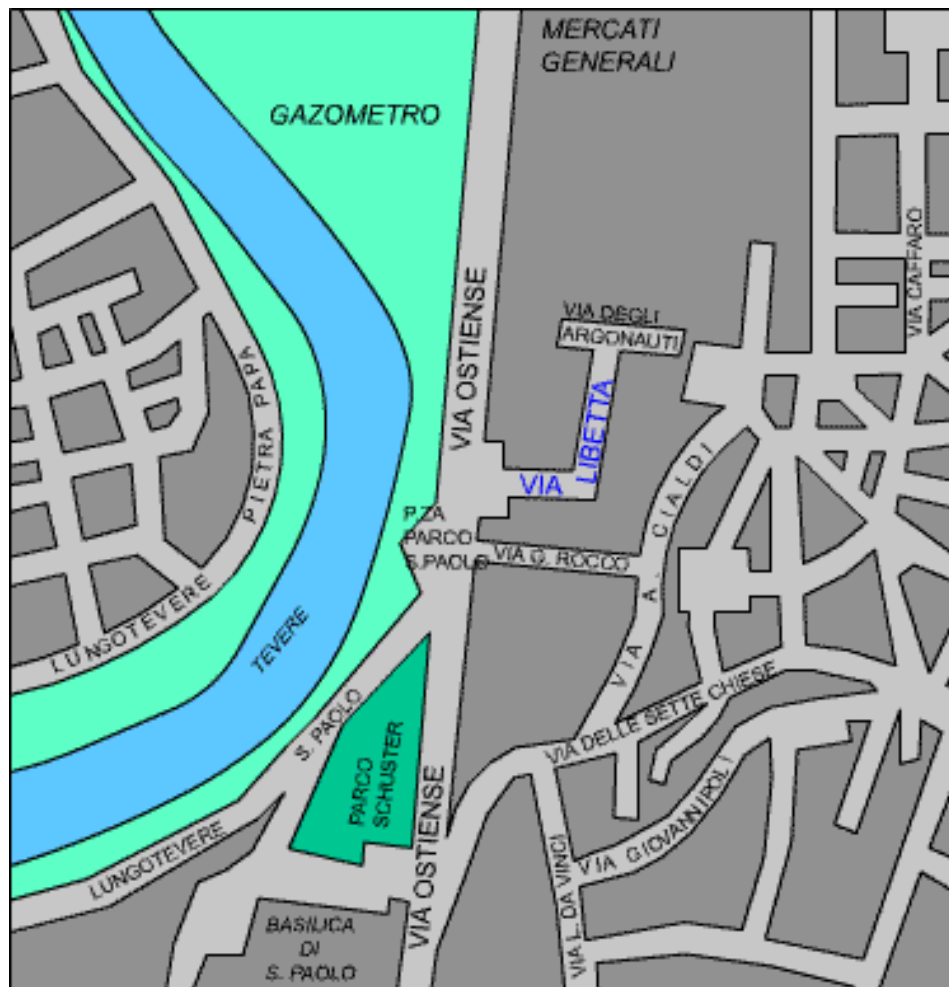 MERCATI
GENERALI
GAZOMETRO
VIA CAFFARO
VIA OSTIENSE
VIA DEGLI
ARGONAUTI
PIETRA PAPA
VIA LIBETTA
P.ZA
PARCO
S.PAOLO
VIA G. ROCCO
VIA A. CIALDI
LUNGOTEVERE
TEVERE
S. PAOLO
VIA DELLE SETTE CHIESE
PARCO
SCHUSTER
VIA OSTIENSE
VIA GIOVANNIPOLI
LUNGOTEVERE
VIA L. DA VINCI
BASILICA
DI
S. PAOLO